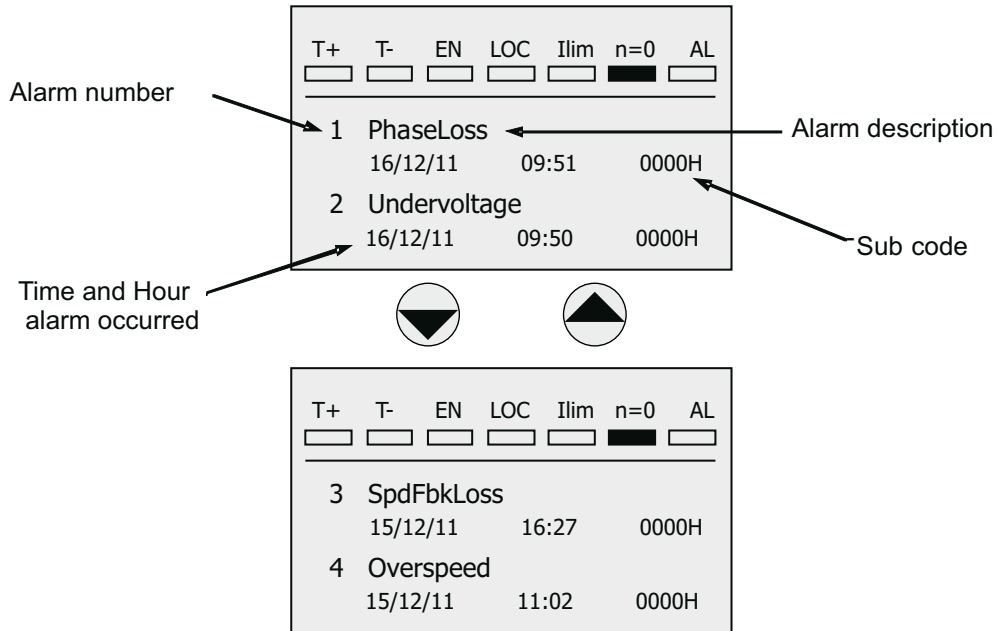 T+ T- EN LOC Ilim n=0 AL
Alarm number
1 PhaseLoss
Alarm description
16/12/11 09:51 0000H
2 Undervoltage
16/12/11 09:50 0000H
Sub code
Time and Hour
alarm occurred
T+ T- EN LOC Ilim n=0 AL
3 SpdFbkLoss
15/12/11 16:27 0000H
4 Overspeed
15/12/11 11:02 0000H